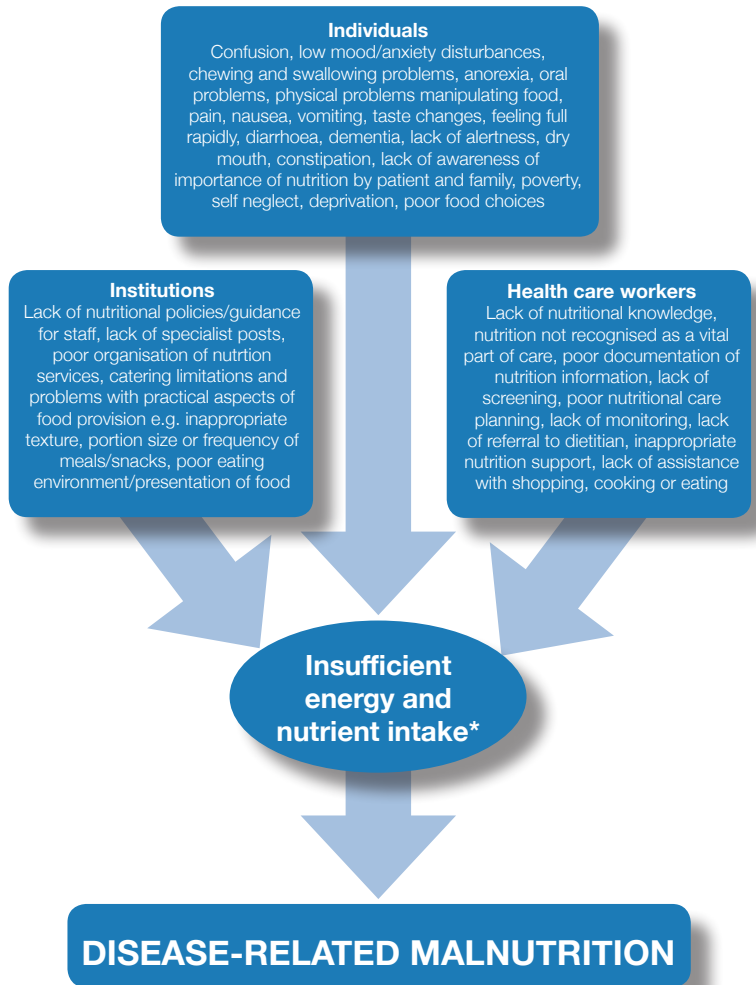 Individuals
Confusion, low mood/anxiety disturbances,
chewing and swallowing problems, anorexia, oral
problems, physical problems manipulating food,
pain, nausea, vomiting, taste changes, feeling full
rapidly, diarrhoea, dementia, lack of alertness, dry
mouth, constipation, lack of awareness of
importance of nutrition by patient and family, poverty,
self neglect, deprivation, poor food choices
Institutions
Lack of nutritional policies/guidance
for staff, lack of specialist posts,
poor organisation of nutrtion
services, catering limitations and
problems with practical aspects of
food provision e.g. inappropriate
texture, portion size or frequency of
meals/snacks, poor eating
environment/presentation of food
Health care workers
Lack of nutritional knowledge,
nutrition not recognised as a vital
part of care, poor documentation of
nutrition information, lack of
screening, poor nutritional care
planning, lack of monitoring, lack
of referral to dietitian, inappropriate
nutrition support, lack of assistance
with shopping, cooking or eating
Insufficient
energy and
nutrient intake*
DISEASE-RELATED MALNUTRITION